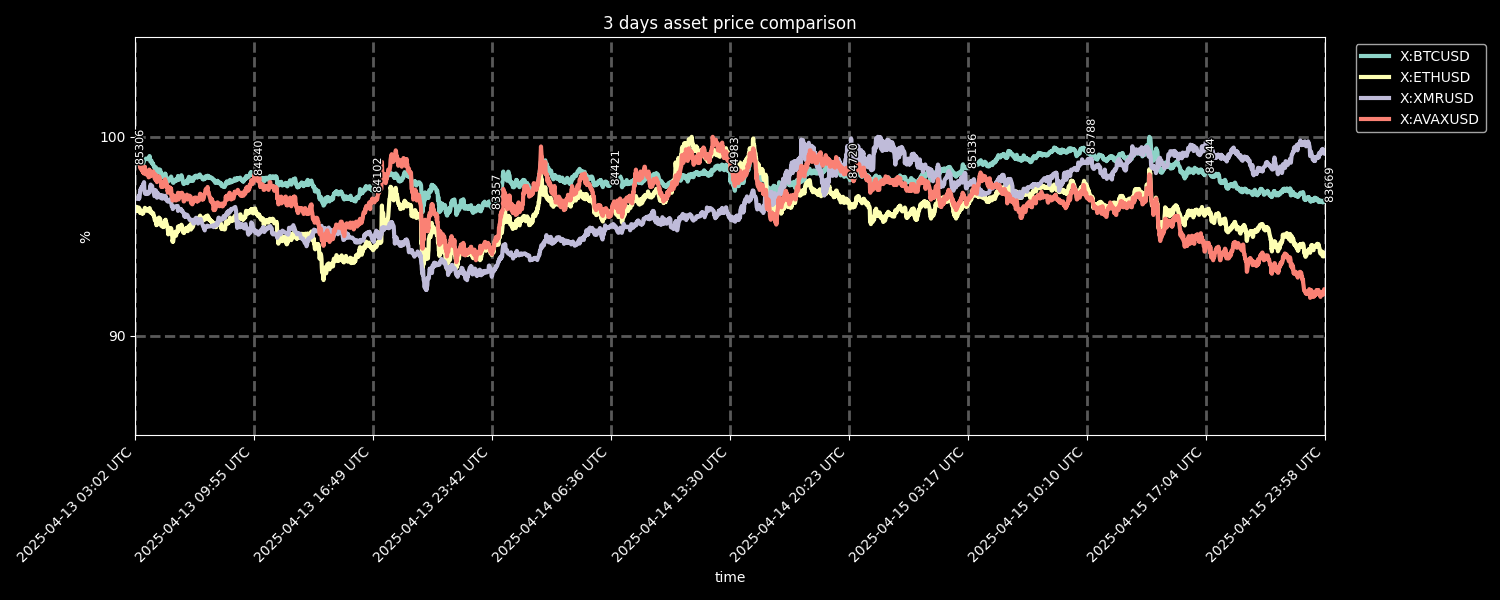 3 days asset price comparison
X:BTCUSD
X:ETHUSD
X:XMRUSD
X:AVAXUSD
100
90
%
85306
84840
84102
83357
84421
84983
84720
85136
85788
84944
83669
2025-04-13 03:02 UTC
2025-04-13 09:55 UTC
2025-04-13 16:49 UTC
2025-04-13 23:42 UTC
2025-04-14 06:36 UTC
2025-04-14 13:30 UTC
2025-04-14 20:23 UTC
2025-04-15 03:17 UTC
2025-04-15 10:10 UTC
2025-04-15 17:04 UTC
2025-04-15 23:58 UTC
time